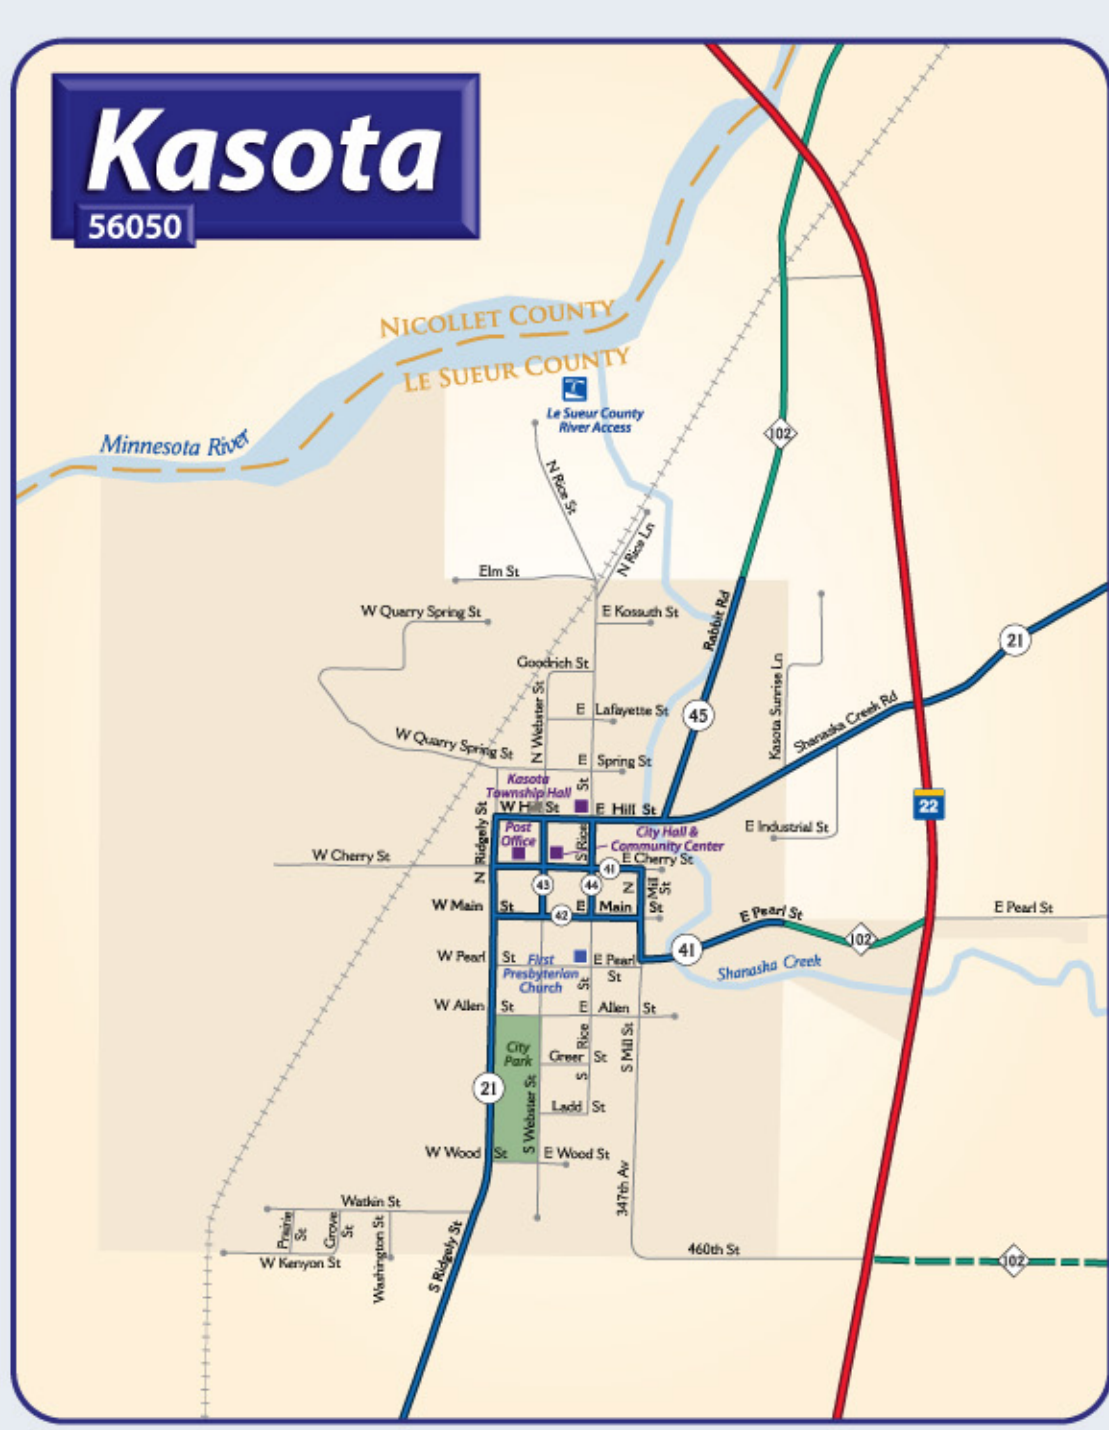 Kasota
56050
NICOLLET COUNTY
LE SUEUR COUNTY
Le Sueur County
River Access
Minnesota River
102
N Rice St
N Rice Ln
Elm St
W Quarry Spring St
E Kossuth St
Rabbit Rd
21
Goodrich St
Kasota Sunrise Ln
N Webster St
E Lafayette St
45
Shanaska Creek Rd
W Quarry Spring St
E Spring St
St
Kasota
Township Hall
22
W Hill St
E Hill St
N Ridgely St
Post
Office
S Rice
City Hall &
Community Center
E Industrial St
W Cherry St
E Cherry St
41
43
44
N Mill St
W Main St
E Main St
42
E Pearl St
E Pearl St
102
41
W Pearl St
First
Presbyterian
Church
E Pearl
St
Shanaska Creek
W Allen St
E Allen St
S Rice St
City
Park
Greer St
S Mill St
21
S Webster St
Ladd St
W Wood St
E Wood St
347th Av
Watkin St
Prairie St
Grove St
Washington St
S Ridgely St
W Kenyon St
460th St
102